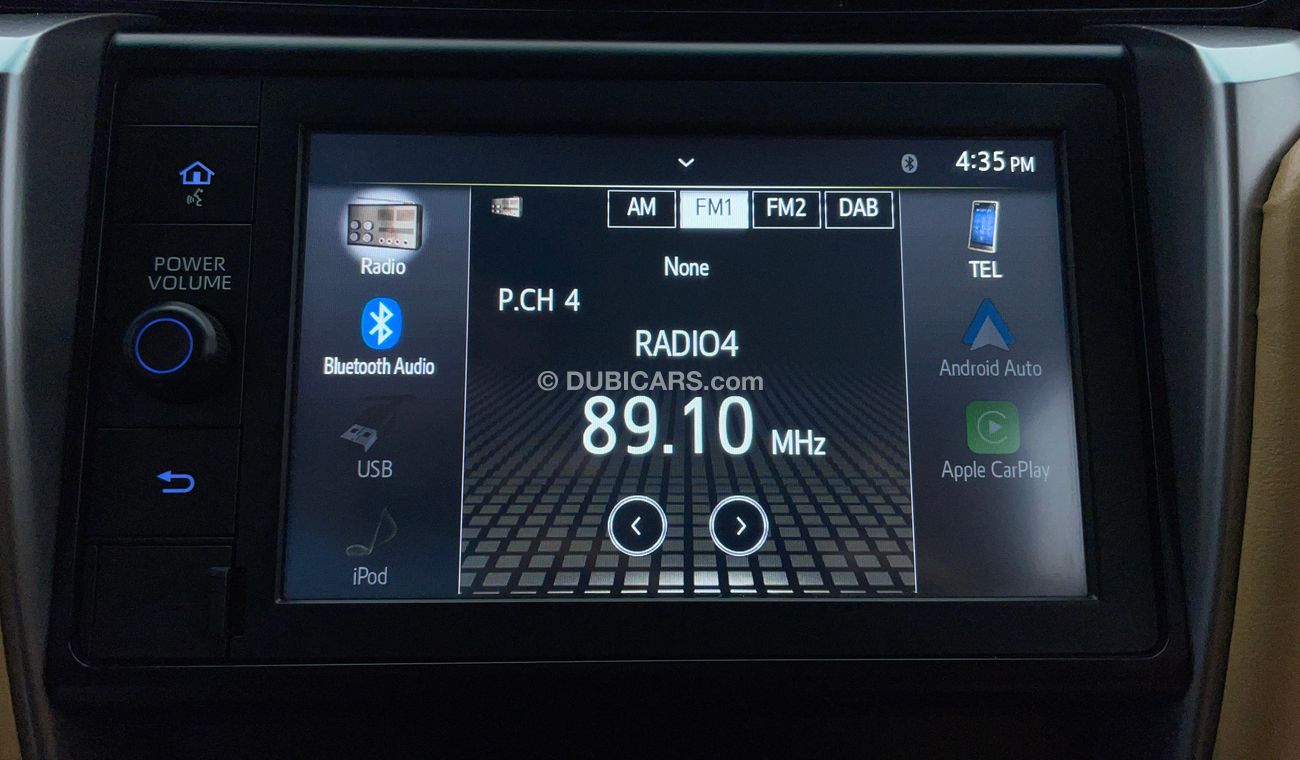 4:35 PM
POWER
VOLUME
AM FM1 FM2 DAB
Radio
None
TEL
P.CH 4
RADIO4
Bluetooth Audio
Android Auto
© DUBICARS.com
89.10 MHz
USB
Apple CarPlay
iPod